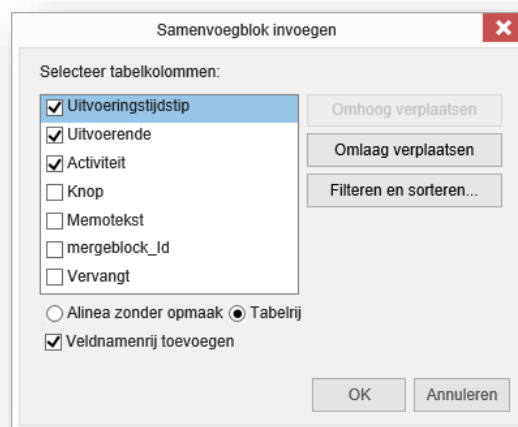 Samenvoegblok invoegen
Selecteer tabelkolommen:
Uitvoeringstijdstip
Uitvoerende
Activiteit
Knop
Memotekst
mergeblock_Id
Vervangt
Omhoog verplaatsen
Omlaag verplaatsen
Filteren en sorteren...
Alinea zonder opmaak Tabelrij
Veldnamenrij toevoegen
OK Annuleren